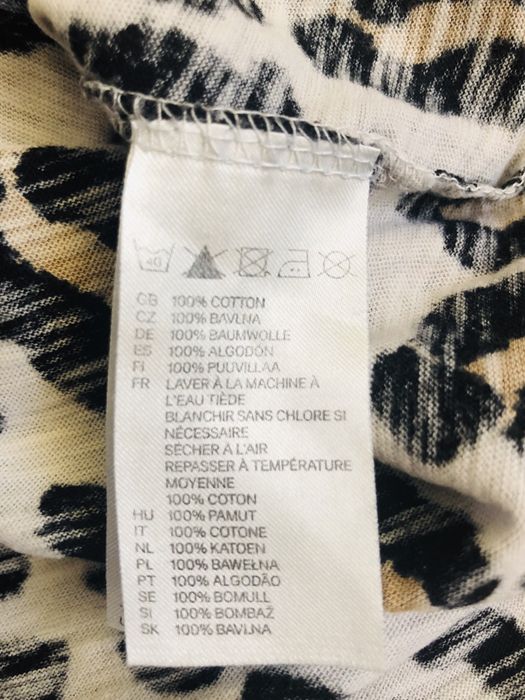 40
GB 100% COTTON
CZ 100% BAVLNA
DE 100% BAUMWOLLE
ES 100% ALGODÓN
FI 100% PUUVILLAA
FR LAVER À LA MACHINE À
L'EAU TIÈDE
BLANCHIR SANS CHLORE SI
NÉCESSAIRE
SÉCHER À L'AIR
REPASSER À TEMPÉRATURE
MOYENNE
100% COTON
HU 100% PAMUT
IT 100% COTONE
NL 100% KATOEN
PL 100% BAWEŁNA
PT 100% ALGODÃO
SE 100% BOMULL
SI 100% BOMBAŽ
SK 100% BAVLNA